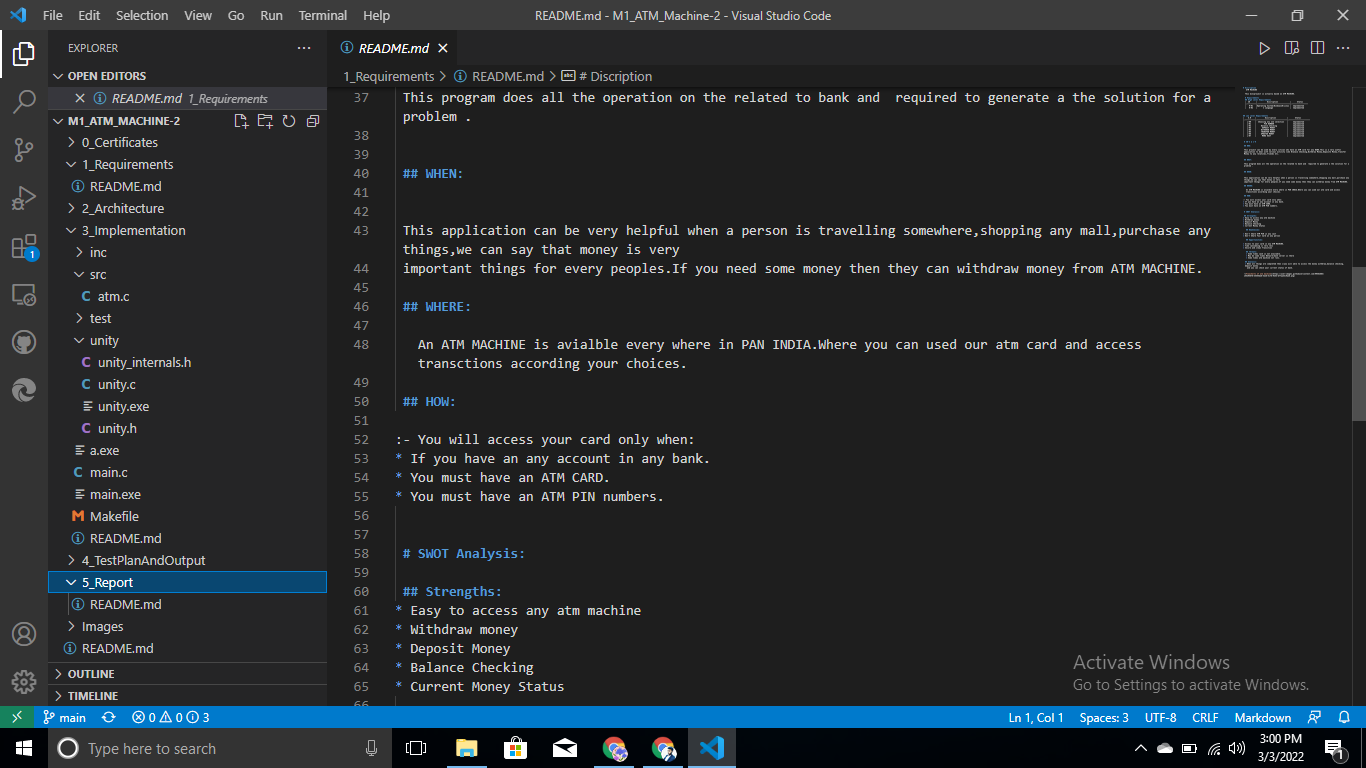 File Edit Selection View Go Run Terminal Help README.md - M1_ATM_Machine-2 - Visual Studio Code
EXPLORER
OPEN EDITORS
README.md 1_Requirements
M1_ATM_MACHINE-2
0_Certificates
1_Requirements
README.md
2_Architecture
3_Implementation
inc
src
C atm.c
test
unity
C unity_internals.h
C unity.c
unity.exe
C unity.h
a.exe
C main.c
main.exe
M Makefile
README.md
4_TestPlanAndOutput
5_Report
README.md
Images
README.md
OUTLINE
TIMELINE
1
README.md
1_Requirements > README.md > abc # Discription
37 This program does all the operation on the related to bank and  required to generate a the solution for a
problem .
38
39
40 ## WHEN:
41
42
43 This application can be very helpful when a person is travelling somewhere,shopping any mall,purchase any
things,we can say that money is very
44 important things for every peoples.If you need some money then they can withdraw money from ATM MACHINE.
45
46 ## WHERE:
47
48 An ATM MACHINE is avialble every where in PAN INDIA.Where you can used our atm card and access
transctions according your choices.
49
50 ## HOW:
51
52 :- You will access your card only when:
53 * If you have an any account in any bank.
54 * You must have an ATM CARD.
55 * You must have an ATM PIN numbers.
56
57
58 # SWOT Analysis:
59
60 ## Strengths:
61 * Easy to access any atm machine
62 * Withdraw money
63 * Deposit Money
64 * Balance Checking
65 * Current Money Status
66
Activate Windows
Go to Settings to activate Windows.
main 0 0 3 Ln 1, Col 1 Spaces: 3 UTF-8 CRLF Markdown
Type here to search
3:00 PM
3/3/2022
1